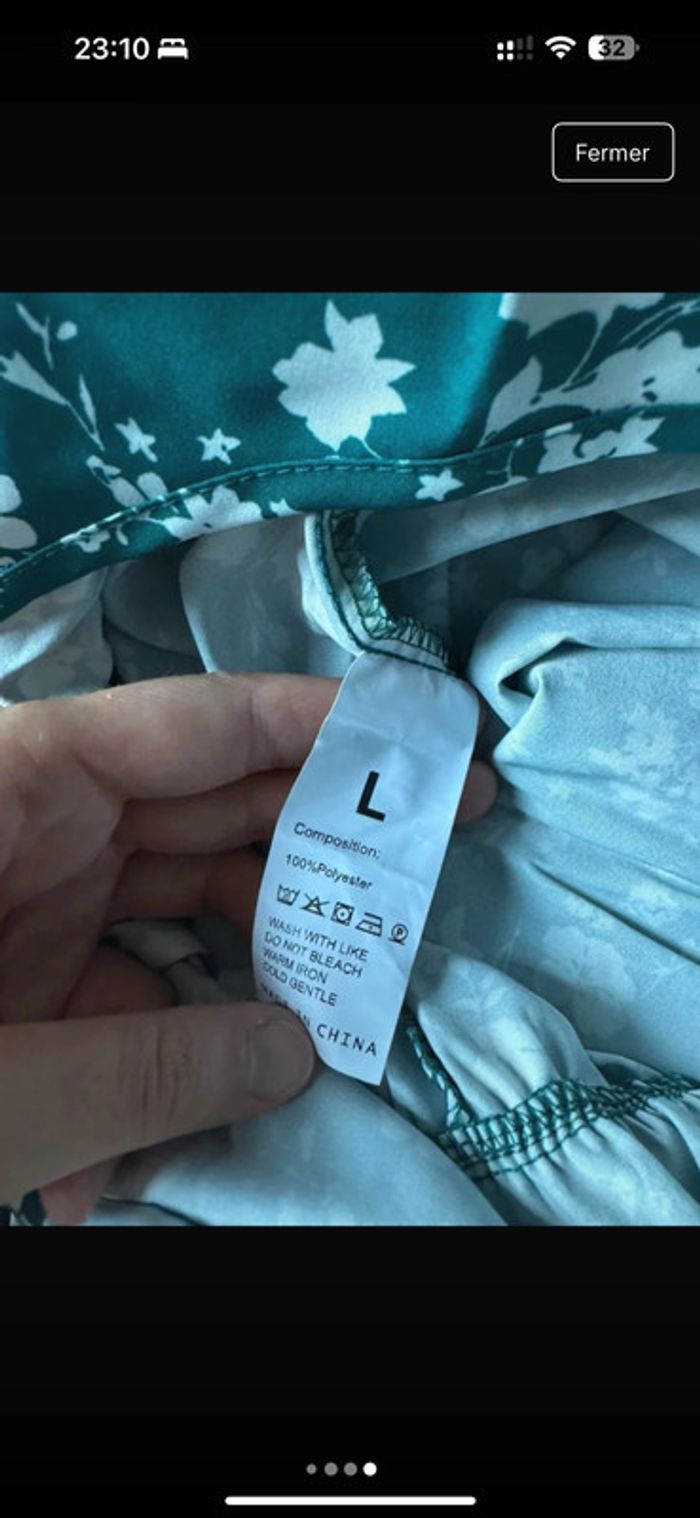 23:10
32
Fermer
L
Composition:
100%Polyester
P
WASH WITH LIKE
DO NOT BLEACH
WARM IRON
COLD GENTLE
CHINA